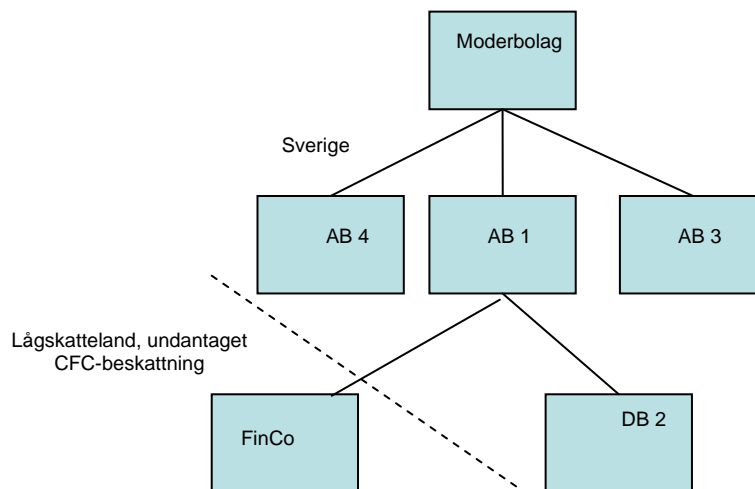 Moderbolag
Sverige
AB 4
AB 1
AB 3
Lågskatteland, undantaget
CFC-beskattning
FinCo
DB 2